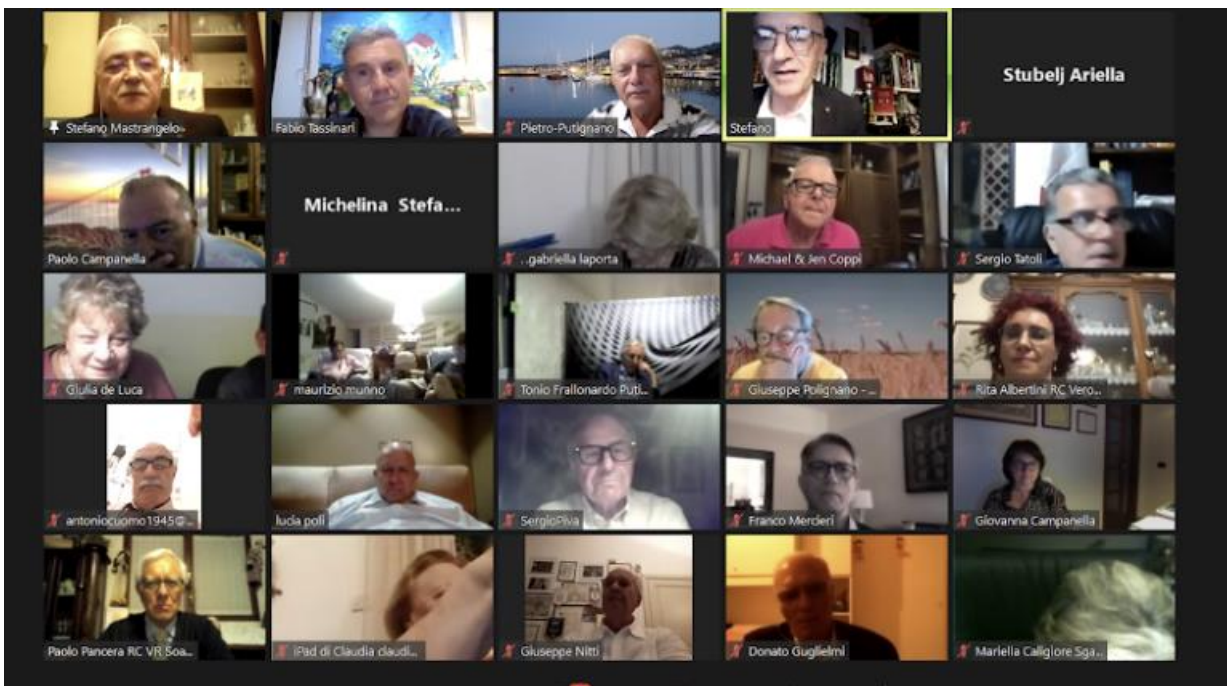 Stefano Mastrangelo
Fabio Tassinari
Pietro-Putignano
Stefano
Stubelj Ariella
Paolo Campanella
Michelina Stefa...
..gabriella laporta
Michael & Jen Coppi
Sergio Tatoli
Giulia de Luca
maurizio munno
Tonio Frallonardo Puti...
Giuseppe Polignano - ...
Rita Albertini RC Vero...
antoniocuomo1945@...
lucia poli
SergioPiva
Franco Mercieri
Giovanna Campanella
Paolo Pancera RC VR Soa...
iPad di Claudia claudi...
Giuseppe Nitti
Donato Guglielmi
Mariella Caligiore Sga...